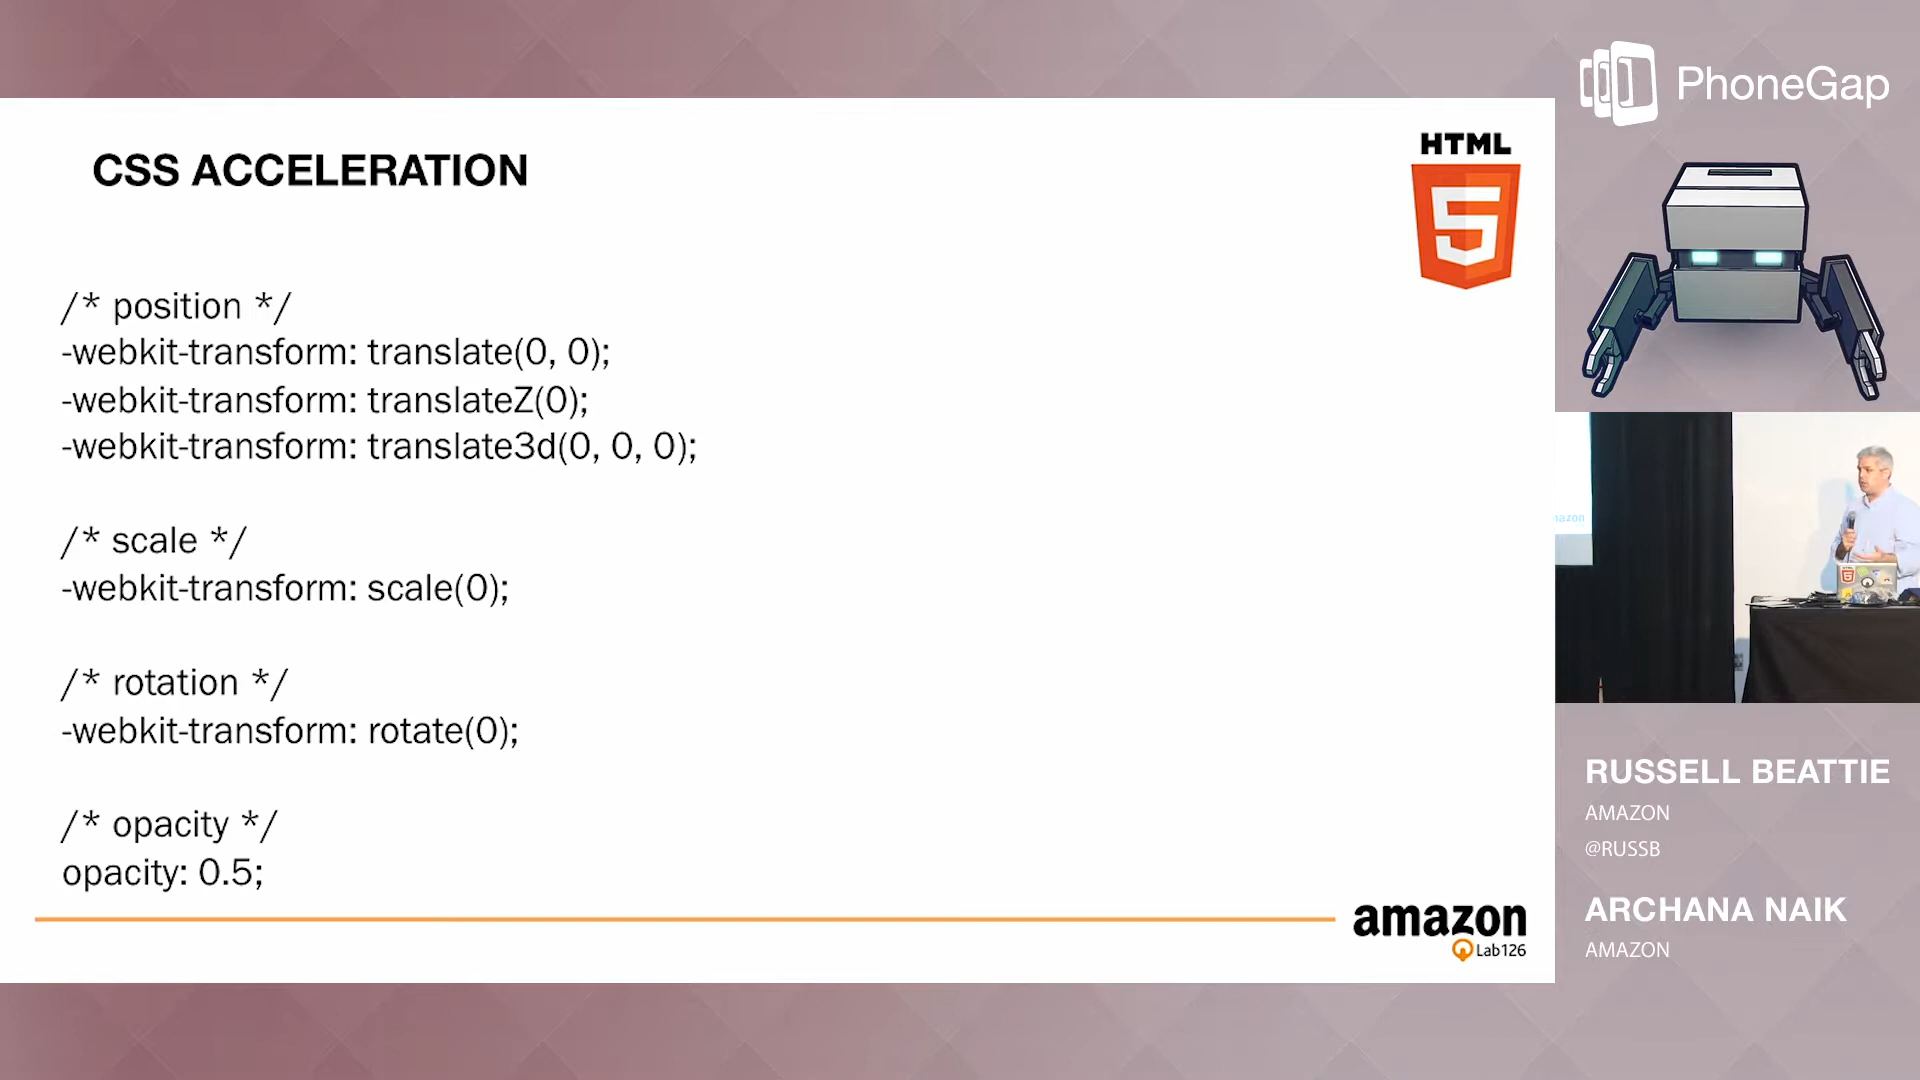 CSS ACCELERATION
HTML
5
/* position */
-webkit-transform: translate(0, 0);
-webkit-transform: translateZ(0);
-webkit-transform: translate3d(0, 0, 0);
/* scale */
-webkit-transform: scale(0);
/* rotation */
-webkit-transform: rotate(0);
/* opacity */
opacity: 0.5;
amazon
Lab126
PhoneGap
RUSSELL BEATTIE
AMAZON
@RUSSB
ARCHANA NAIK
AMAZON